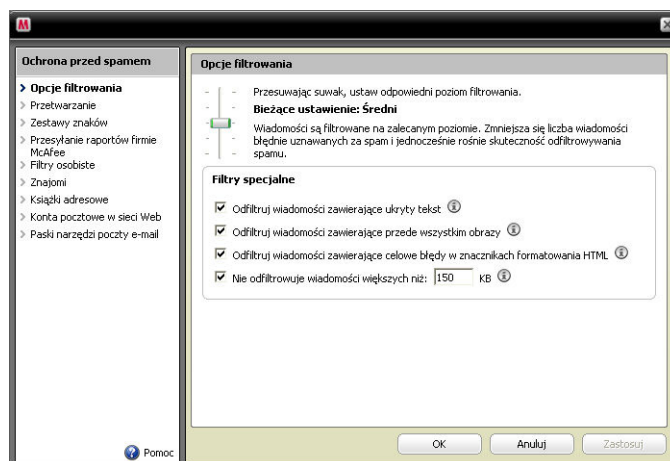 M
Ochrona przed spamem
Opcje filtrowania
Przetwarzanie
Zestawy znaków
Przesyłanie raportów firmie
McAfee
Filtry osobiste
Znajomi
Książki adresowe
Konta pocztowe w sieci Web
Paski narzędzi poczty e-mail
Pomoc
Opcje filtrowania
Przesuwając suwak, ustaw odpowiedni poziom filtrowania.
Bieżące ustawienie: Średni
Wiadomości są filtrowane na zalecanym poziomie. Zmniejsza się liczba wiadomości
błędnie uznawanych za spam i jednocześnie rośnie skuteczność odfiltrowywania
spamu.
Filtry specjalne
Odfiltruj wiadomości zawierające ukryty tekst
Odfiltruj wiadomości zawierające przede wszystkim obrazy
Odfiltruj wiadomości zawierające celowe błędy w znacznikach formatowania HTML
Nie odfiltrowuje wiadomości większych niż: 150 KB
OK Anuluj Zastosuj